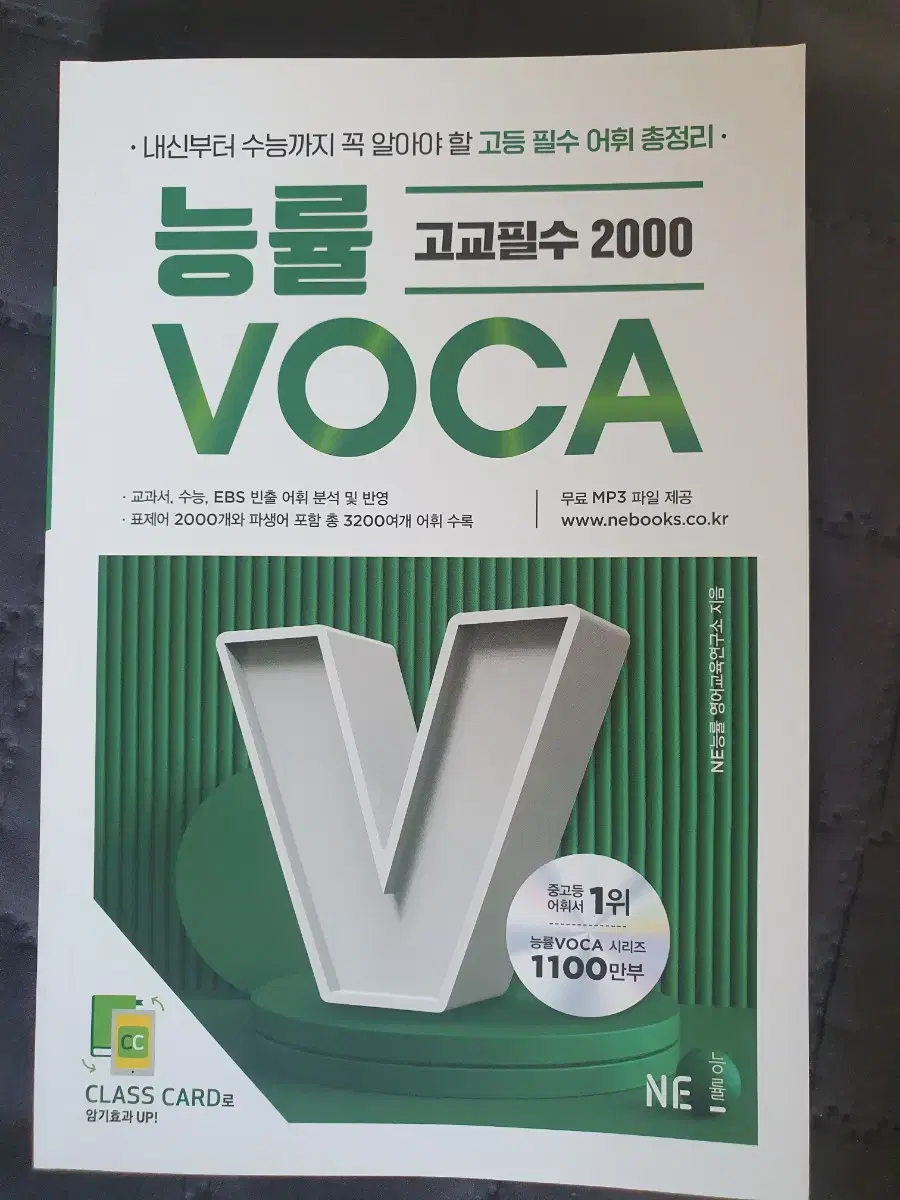 · 내신부터 수능까지 꼭 알아야 할 고등 필수 어휘 총정리 ·
능률
고교필수 2000
VOCA
· 교과서, 수능, EBS 빈출 어휘 분석 및 반영
· 표제어 2000개와 파생어 포함 총 3200여개 어휘 수록
무료 MP3 파일 제공
www.nebooks.co.kr
NE능률 영어교육연구소 지음
중고등
어휘서 1위
능률VOCA 시리즈
1100만부
CC
CLASS CARD로
암기효과 UP!
NE 능률